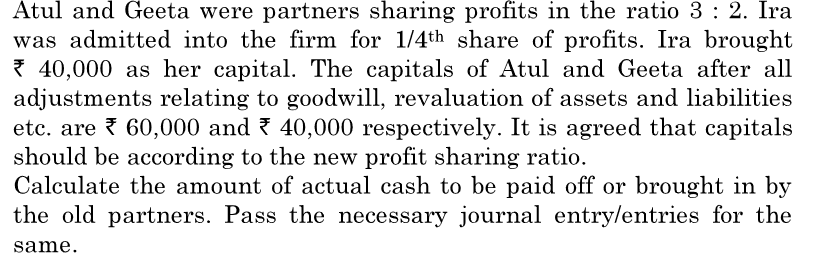 Atul and Geeta were partners sharing profits in the ratio 3 : 2. Ira
was admitted into the firm for 1/4th share of profits. Ira brought
₹ 40,000 as her capital. The capitals of Atul and Geeta after all
adjustments relating to goodwill, revaluation of assets and liabilities
etc. are ₹ 60,000 and ₹ 40,000 respectively. It is agreed that capitals
should be according to the new profit sharing ratio.
Calculate the amount of actual cash to be paid off or brought in by
the old partners. Pass the necessary journal entry/entries for the
same.